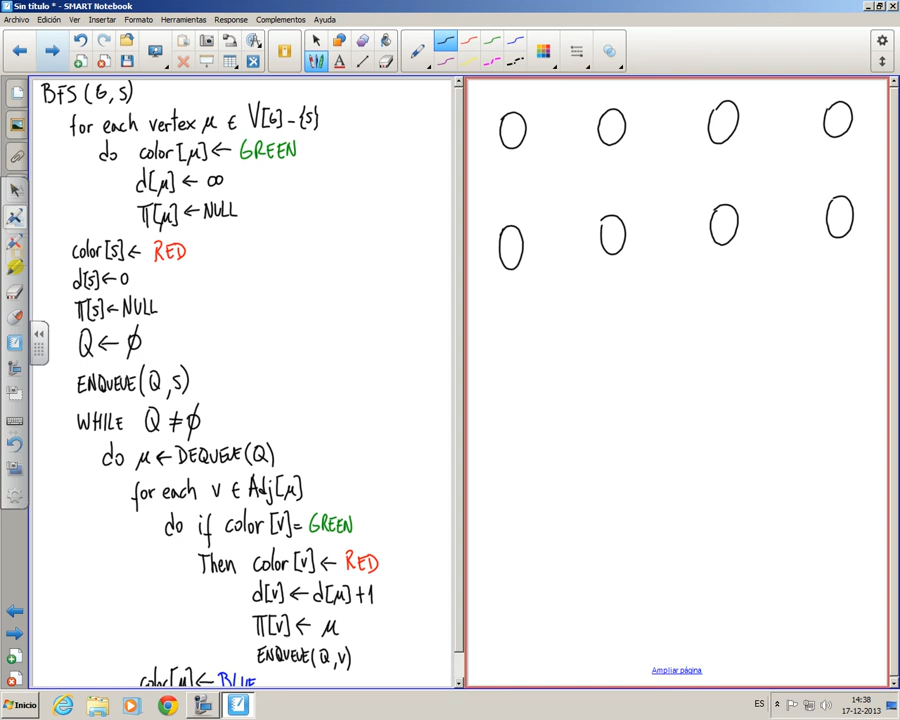 Sin título * - SMART Notebook
Archivo Edición Ver Insertar Formato Herramientas Response Complementos Ayuda
BFS(G,S)
for each vertex μ ∈ V[G]-{S}
do color[μ] ← GREEN
d[μ] ← ∞
π[μ] ← NULL
color[S] ← RED
d[S] ← 0
π[S] ← NULL
Q ← ∅
ENQUEUE(Q,S)
WHILE Q ≠ ∅
do μ ← DEQUEUE(Q)
for each v ∈ Adj[μ]
do if color[v] = GREEN
Then color[v] ← RED
d[v] ← d[μ]+1
π[v] ← μ
ENQUEUE(Q,V)
color[μ] ← BLUE
Ampliar página
Inicio
ES
14:38
17-12-2013